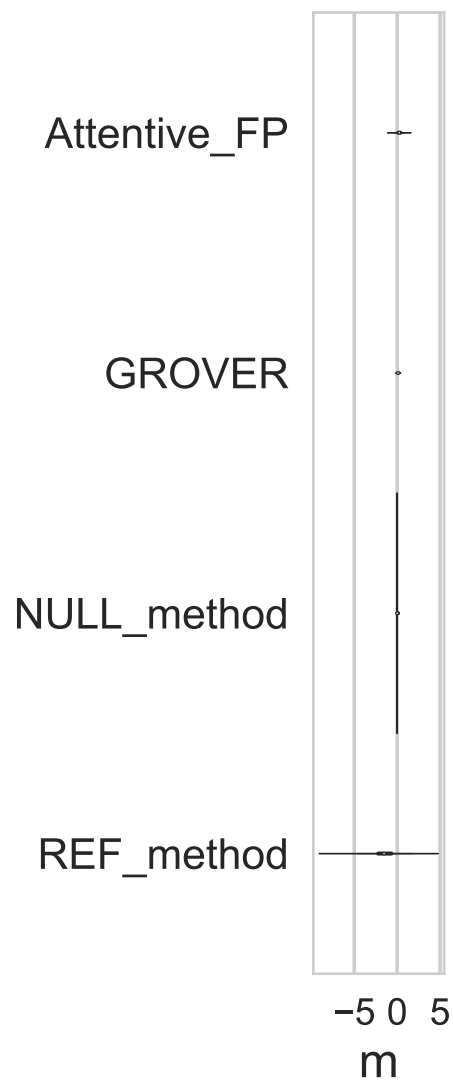 Attentive_FP
GROVER
NULL_method
REF_method
−5 0 5
m